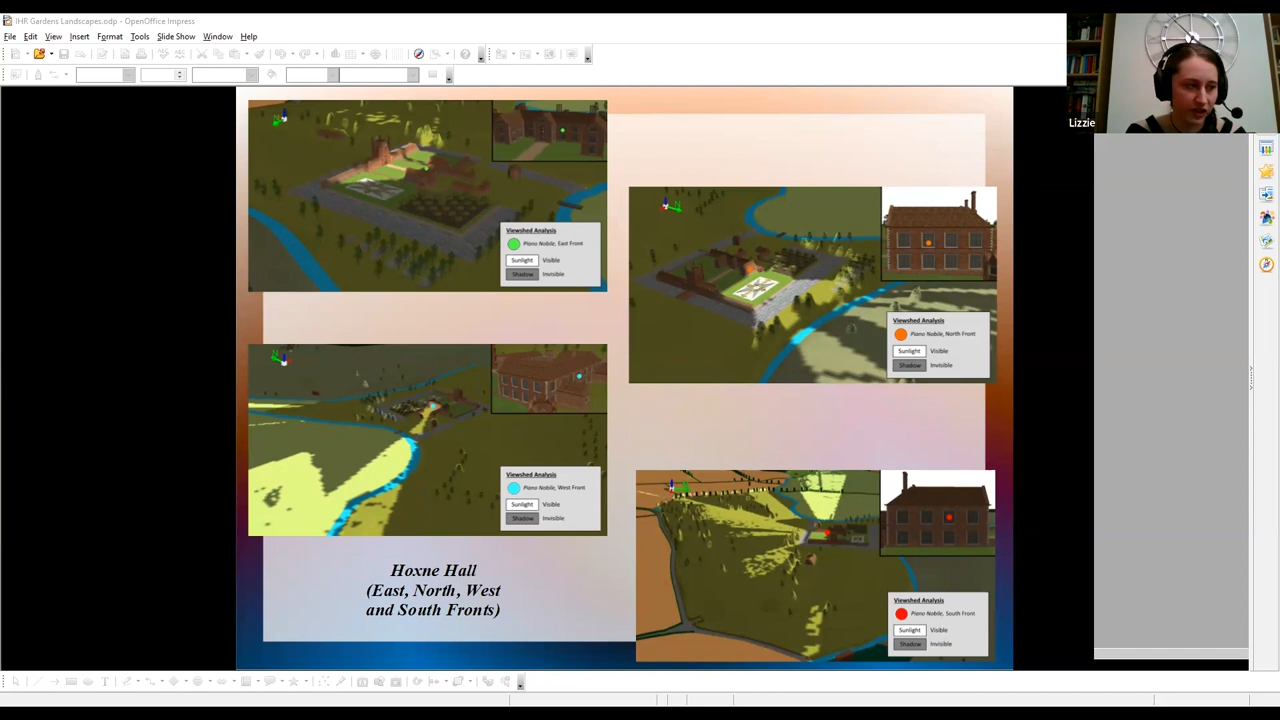 IHR Gardens Landscapes.odp - OpenOffice Impress
File Edit View Insert Format Tools Slide Show Window Help
Lizzie
N
Viewshed Analysis
Piano Nobile, East Front
Sunlight Visible
Shadow Invisible
N
Viewshed Analysis
Piano Nobile, North Front
Sunlight Visible
Shadow Invisible
N
Viewshed Analysis
Piano Nobile, West Front
Sunlight Visible
Shadow Invisible
Viewshed Analysis
Piano Nobile, South Front
Sunlight Visible
Shadow Invisible
Hoxne Hall
(East, North, West
and South Fronts)